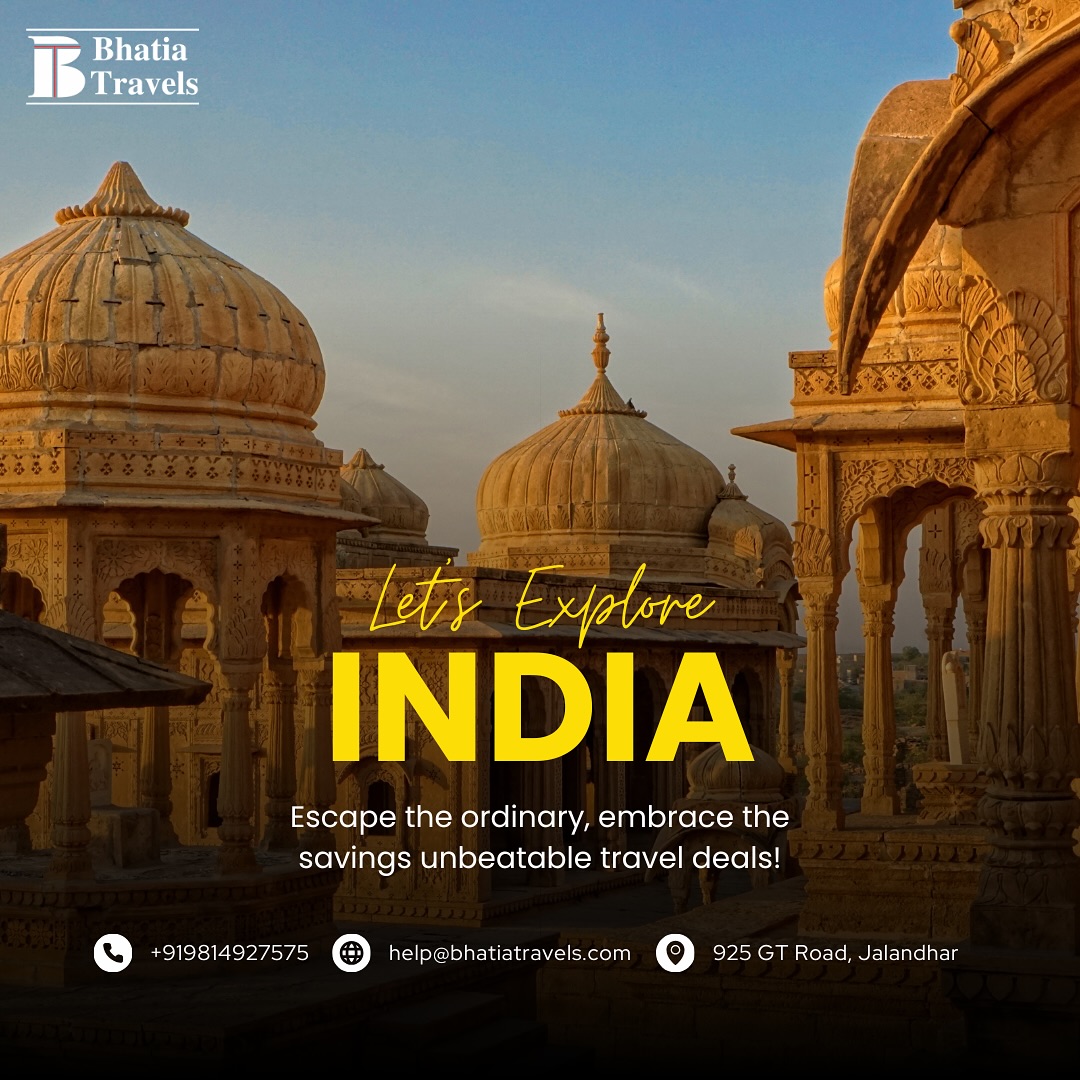 Bhatia
Travels
Let's Explore
INDIA
Escape the ordinary, embrace the
savings unbeatable travel deals!
+919814927575 help@bhatiatravels.com 925 GT Road, Jalandhar